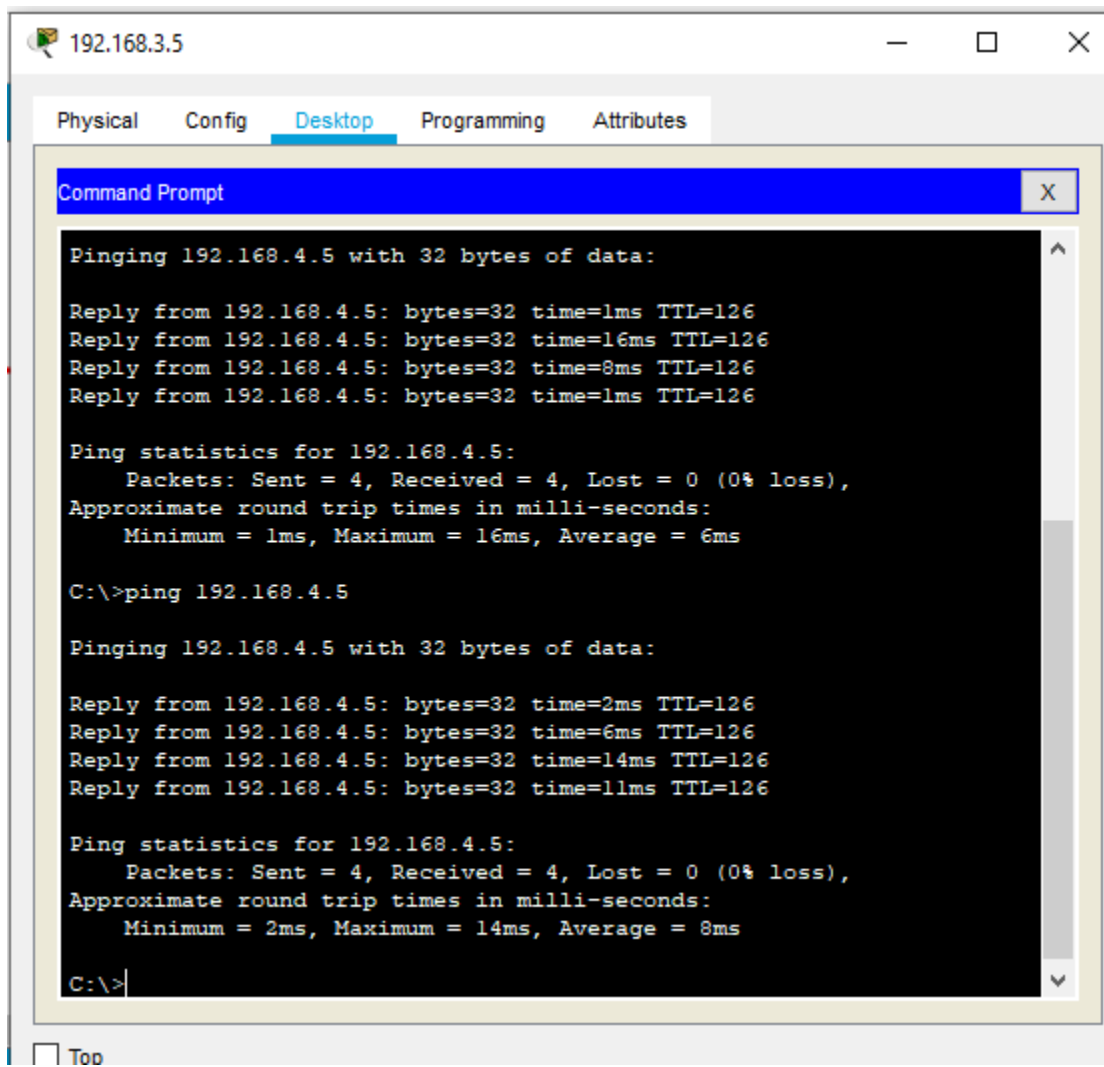 192.168.3.5
Physical Config Desktop Programming Attributes
Command Prompt
X
Pinging 192.168.4.5 with 32 bytes of data:
Reply from 192.168.4.5: bytes=32 time=1ms TTL=126
Reply from 192.168.4.5: bytes=32 time=16ms TTL=126
Reply from 192.168.4.5: bytes=32 time=8ms TTL=126
Reply from 192.168.4.5: bytes=32 time=1ms TTL=126
Ping statistics for 192.168.4.5:
Packets: Sent = 4, Received = 4, Lost = 0 (0% loss),
Approximate round trip times in milli-seconds:
Minimum = 1ms, Maximum = 16ms, Average = 6ms
C:\>ping 192.168.4.5
Pinging 192.168.4.5 with 32 bytes of data:
Reply from 192.168.4.5: bytes=32 time=2ms TTL=126
Reply from 192.168.4.5: bytes=32 time=6ms TTL=126
Reply from 192.168.4.5: bytes=32 time=14ms TTL=126
Reply from 192.168.4.5: bytes=32 time=11ms TTL=126
Ping statistics for 192.168.4.5:
Packets: Sent = 4, Received = 4, Lost = 0 (0% loss),
Approximate round trip times in milli-seconds:
Minimum = 2ms, Maximum = 14ms, Average = 8ms
C:\>
Top